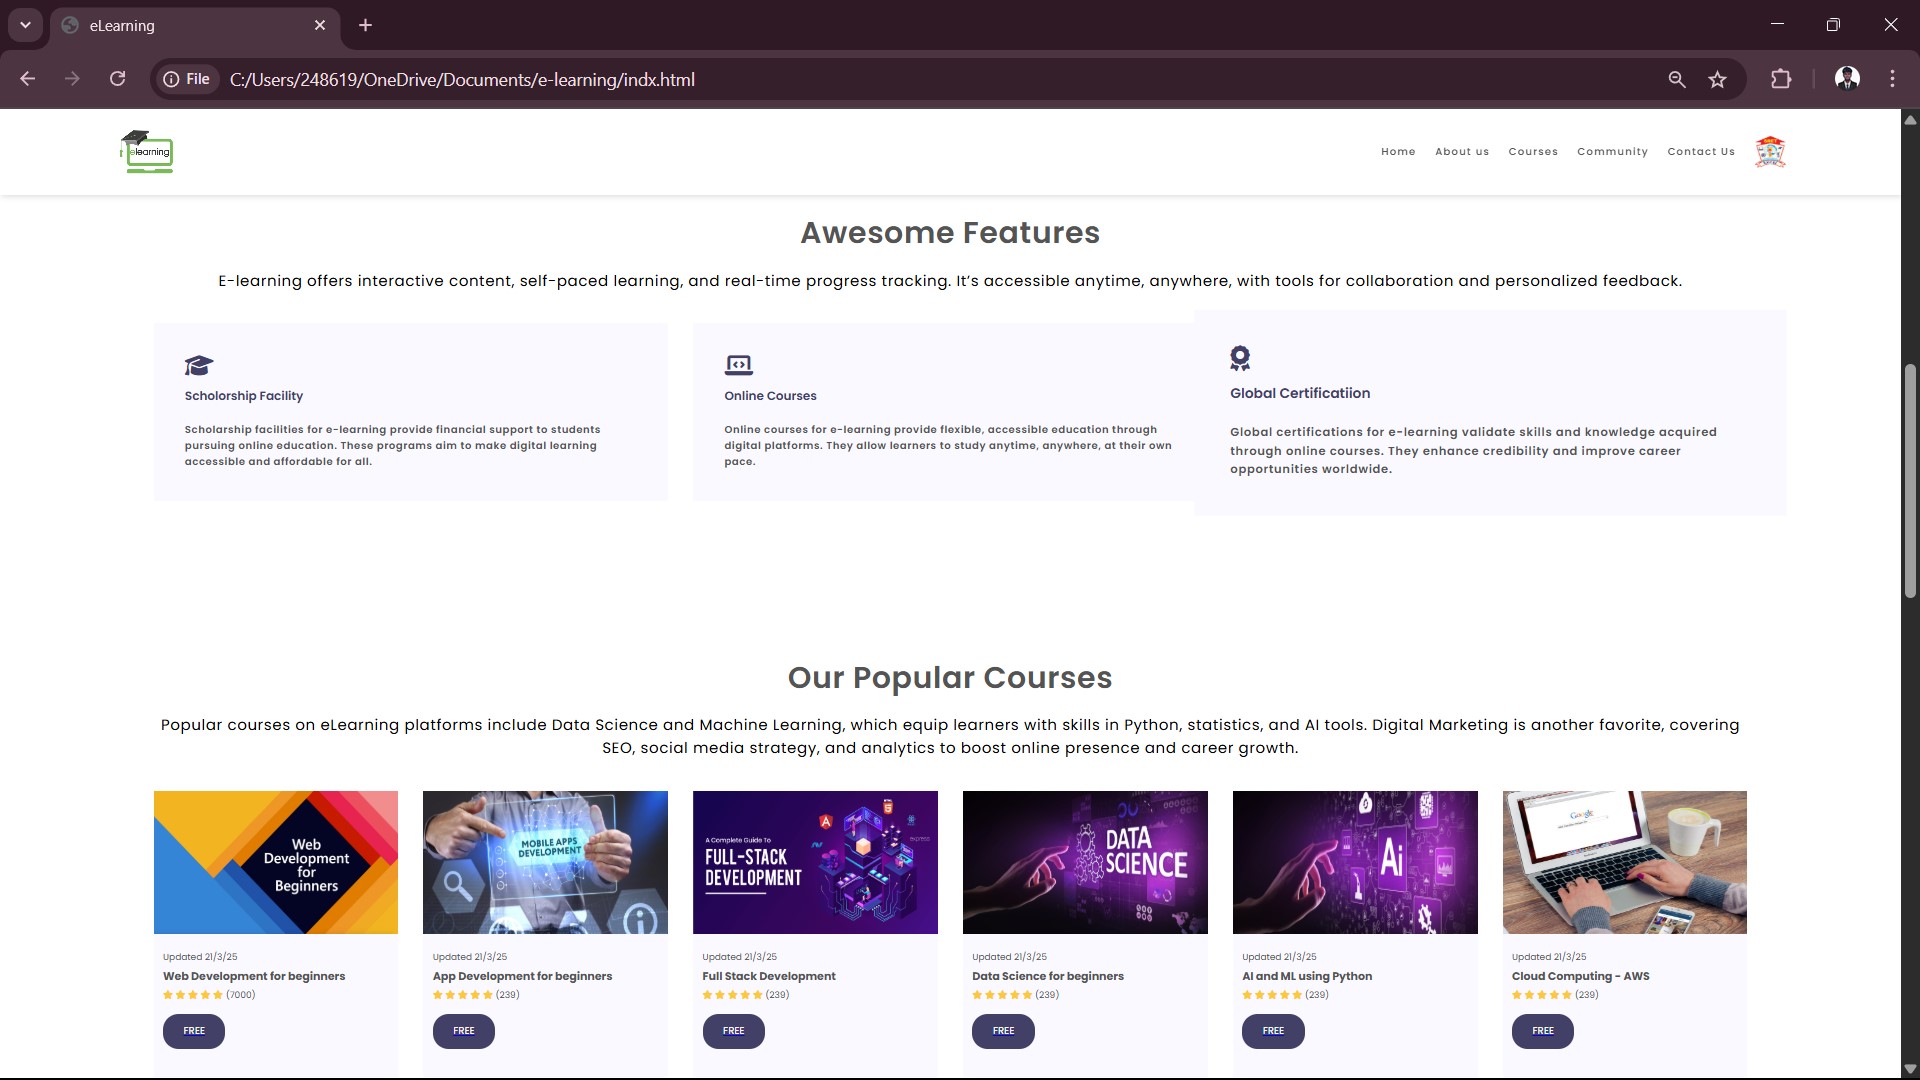 eLearning
File
C:/Users/248619/OneDrive/Documents/e-learning/indx.html
elearning
Home About us Courses Community Contact Us
Awesome Features
E-learning offers interactive content, self-paced learning, and real-time progress tracking. It's accessible anytime, anywhere, with tools for collaboration and personalized feedback.
Scholorship Facility
Scholarship facilities for e-learning provide financial support to students
pursuing online education. These programs aim to make digital learning
accessible and affordable for all.
Online Courses
Online courses for e-learning provide flexible, accessible education through
digital platforms. They allow learners to study anytime, anywhere, at their own
pace.
Global Certificatiion
Global certifications for e-learning validate skills and knowledge acquired
through online courses. They enhance credibility and improve career
opportunities worldwide.
Our Popular Courses
Popular courses on eLearning platforms include Data Science and Machine Learning, which equip learners with skills in Python, statistics, and AI tools. Digital Marketing is another favorite, covering
SEO, social media strategy, and analytics to boost online presence and career growth.
Web
Development
for
Beginners
Updated 21/3/25
Web Development for beginners
(7000)
FREE
MOBILE APPS
DEVELOPMENT
Updated 21/3/25
App Development for beginners
(239)
FREE
A Complete Guide To
FULL-STACK
DEVELOPMENT
express
Updated 21/3/25
Full Stack Development
(239)
FREE
DATA
SCIENCE
Updated 21/3/25
Data Science for beginners
(239)
FREE
Ai
Updated 21/3/25
AI and ML using Python
(239)
FREE
Google
Updated 21/3/25
Cloud Computing - AWS
(239)
FREE